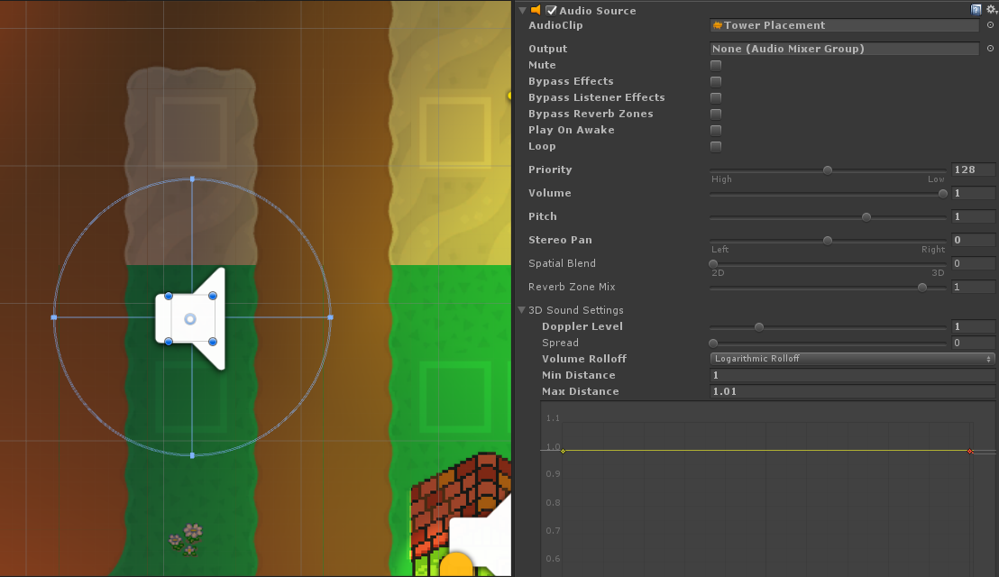 Audio Source
AudioClip Tower Placement
Output None (Audio Mixer Group)
Mute
Bypass Effects
Bypass Listener Effects
Bypass Reverb Zones
Play On Awake
Loop
Priority 128
High Low
Volume 1
Pitch 1
Stereo Pan 0
Left Right
Spatial Blend 0
2D 3D
Reverb Zone Mix 1
3D Sound Settings
Doppler Level 1
Spread 0
Volume Rolloff Logarithmic Rolloff
Min Distance 1
Max Distance 1.01
1.1
1.0
0.9
0.8
0.7
0.6